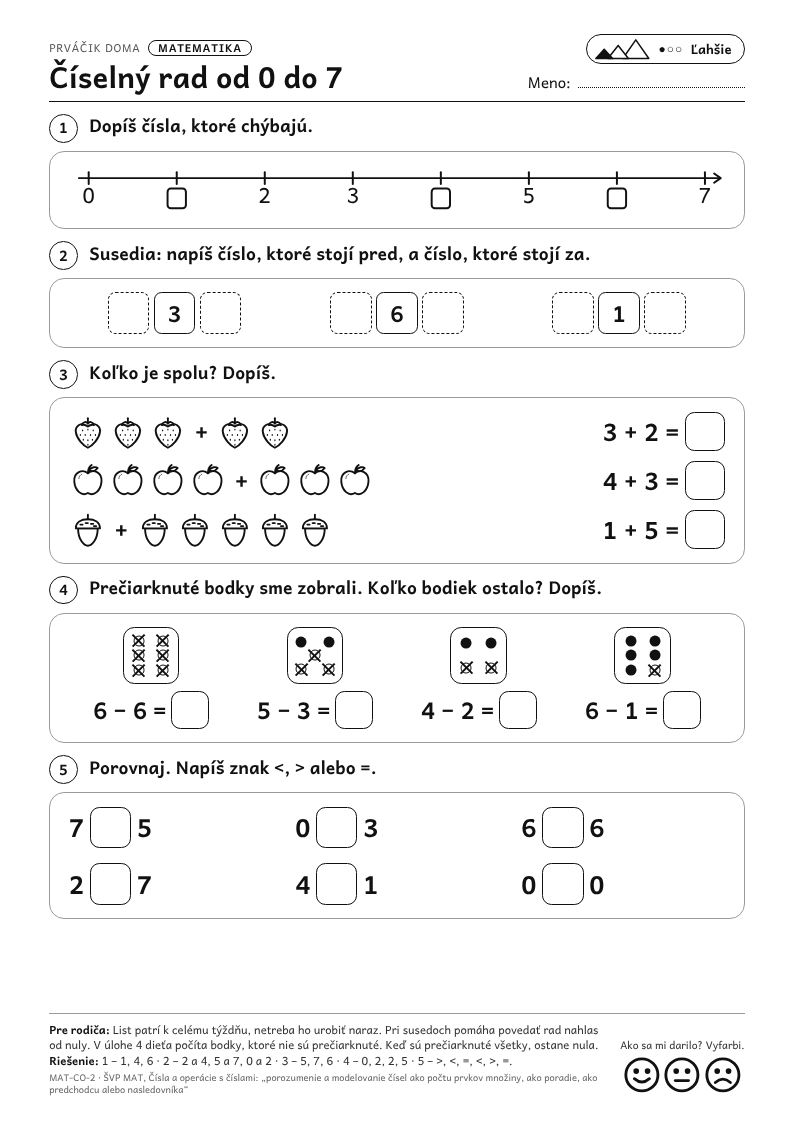 PRVÁČIK DOMA MATEMATIKA
●○○ Ľahšie
Číselný rad od 0 do 7
Meno:
1 Dopíš čísla, ktoré chýbajú.
0 2 3 5 7
2 Susedia: napíš číslo, ktoré stojí pred, a číslo, ktoré stojí za.
3 6 1
3 Koľko je spolu? Dopíš.
+ 3 + 2 =
+ 4 + 3 =
+ 1 + 5 =
4 Prečiarknuté bodky sme zobrali. Koľko bodiek ostalo? Dopíš.
6 − 6 = 5 − 3 = 4 − 2 = 6 − 1 =
5 Porovnaj. Napíš znak <, > alebo =.
7 5 0 3 6 6
2 7 4 1 0 0
Pre rodiča: List patrí k celému týždňu, netreba ho urobiť naraz. Pri susedoch pomáha povedať rad nahlas
od nuly. V úlohe 4 dieťa počíta bodky, ktoré nie sú prečiarknuté. Keď sú prečiarknuté všetky, ostane nula.
Riešenie: 1 – 1, 4, 6 · 2 – 2 a 4, 5 a 7, 0 a 2 · 3 – 5, 7, 6 · 4 – 0, 2, 2, 5 · 5 – >, <, =, <, >, =.
MAT-CO-2 · ŠVP MAT, Čísla a operácie s číslami: „porozumenie a modelovanie čísel ako počtu prvkov množiny, ako poradie, ako
predchodcu alebo nasledovníka“
Ako sa mi darilo? Vyfarbi.